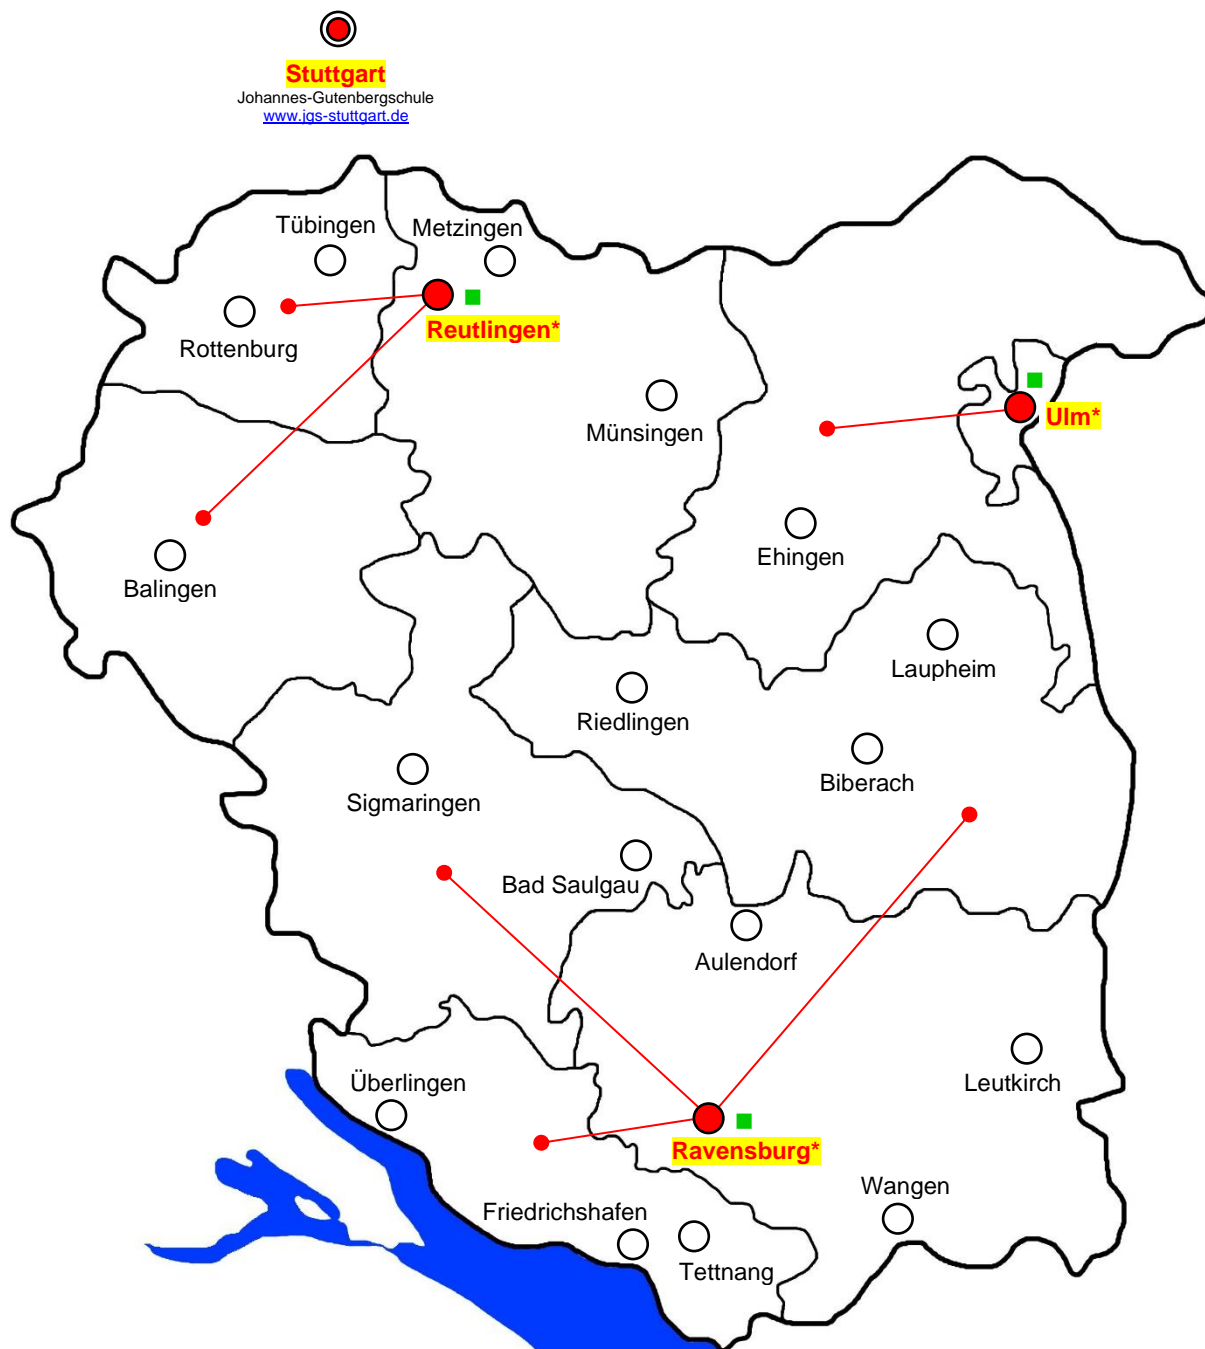 Stuttgart
Johannes-Gutenbergschule
www.jgs-stuttgart.de
Tübingen
Metzingen
Reutlingen*
Rottenburg
Ulm*
Münsingen
Ehingen
Balingen
Laupheim
Riedlingen
Biberach
Sigmaringen
Bad Saulgau
Aulendorf
Leutkirch
Überlingen
Ravensburg*
Wangen
Friedrichshafen
Tettnang